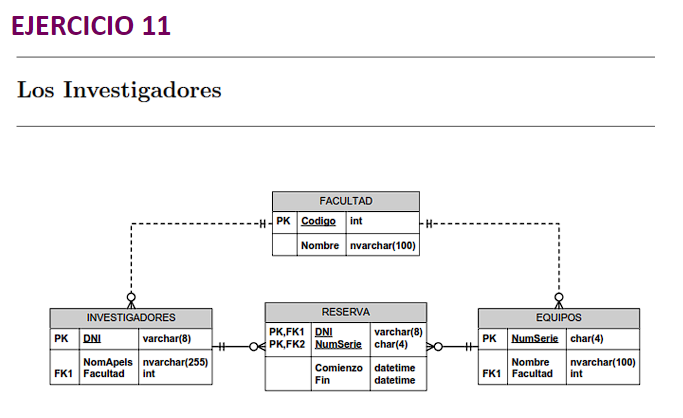 EJERCICIO 11
Los Investigadores
FACULTAD
PK Codigo int
Nombre nvarchar(100)
INVESTIGADORES
PK DNI varchar(8)
NomApels nvarchar(255)
FK1 Facultad int
RESERVA
PK,FK1 DNI varchar(8)
PK,FK2 NumSerie char(4)
Comienzo datetime
Fin datetime
EQUIPOS
PK NumSerie char(4)
Nombre nvarchar(100)
FK1 Facultad int